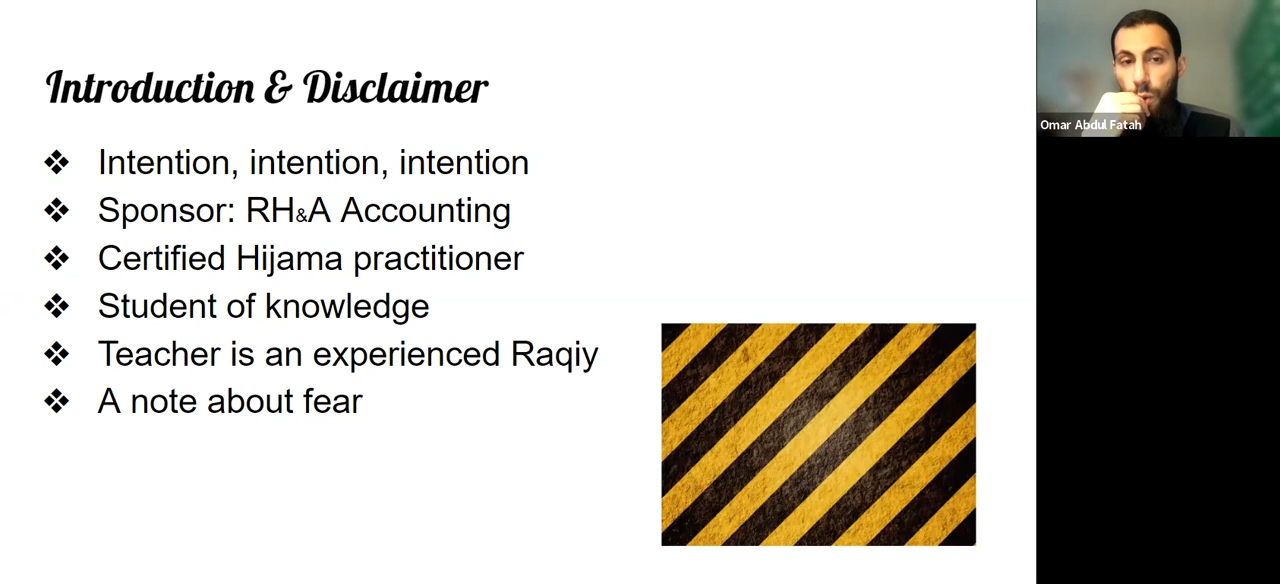 Introduction & Disclaimer
❖ Intention, intention, intention
❖ Sponsor: RH&A Accounting
❖ Certified Hijama practitioner
❖ Student of knowledge
❖ Teacher is an experienced Raqiy
❖ A note about fear
Omar Abdul Fatah